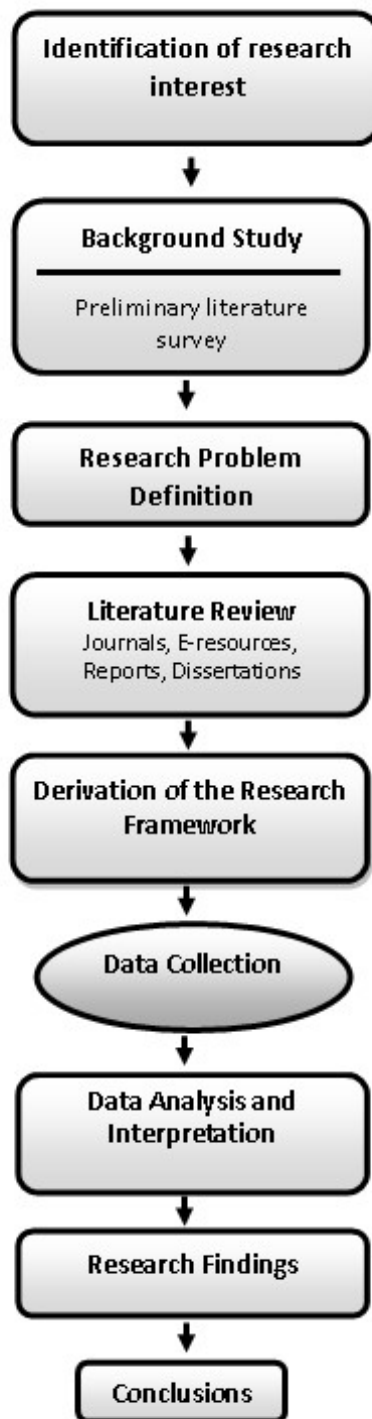 Identification of research
interest
Background Study
Preliminary literature
survey
Research Problem
Definition
Literature Review
Journals, E-resources,
Reports, Dissertations
Derivation of the Research
Framework
Data Collection
Data Analysis and
Interpretation
Research Findings
Conclusions